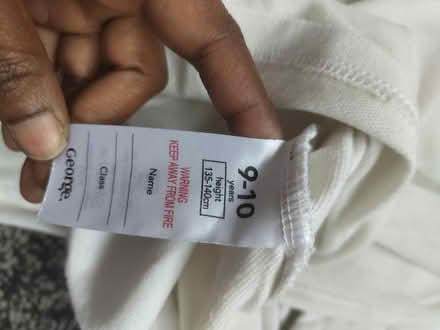 9-10
years
height
135-140cm
WARNING
KEEP AWAY FROM FIRE
Name
Class
George